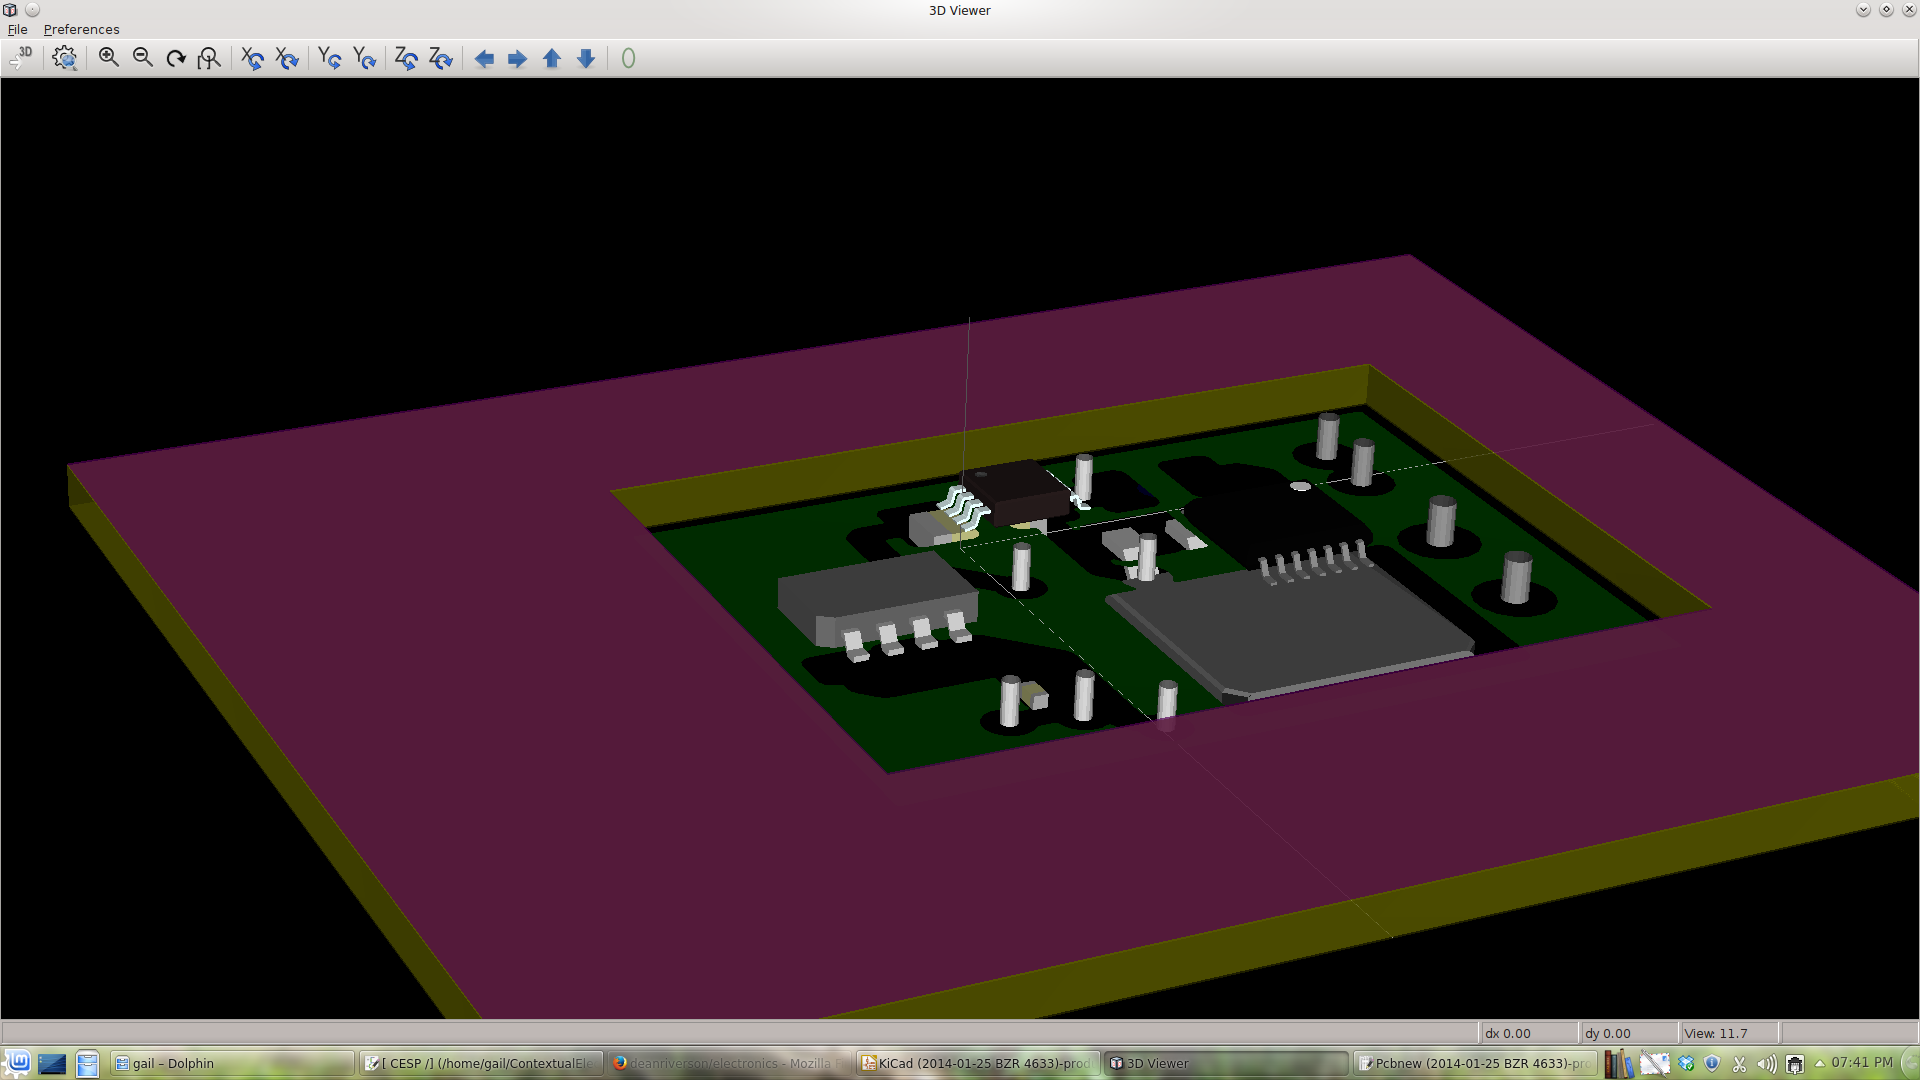 3D Viewer
File Preferences
3D
X X Y Y Z Z
dx 0.00 dy 0.00 View: 11.7
gail – Dolphin [ CESP /] (/home/gail/ContextualEle deanriverson/electronics - Mozilla F KiCad (2014-01-25 BZR 4633)-prod 3D Viewer Pcbnew (2014-01-25 BZR 4633)-pro 07:41 PM